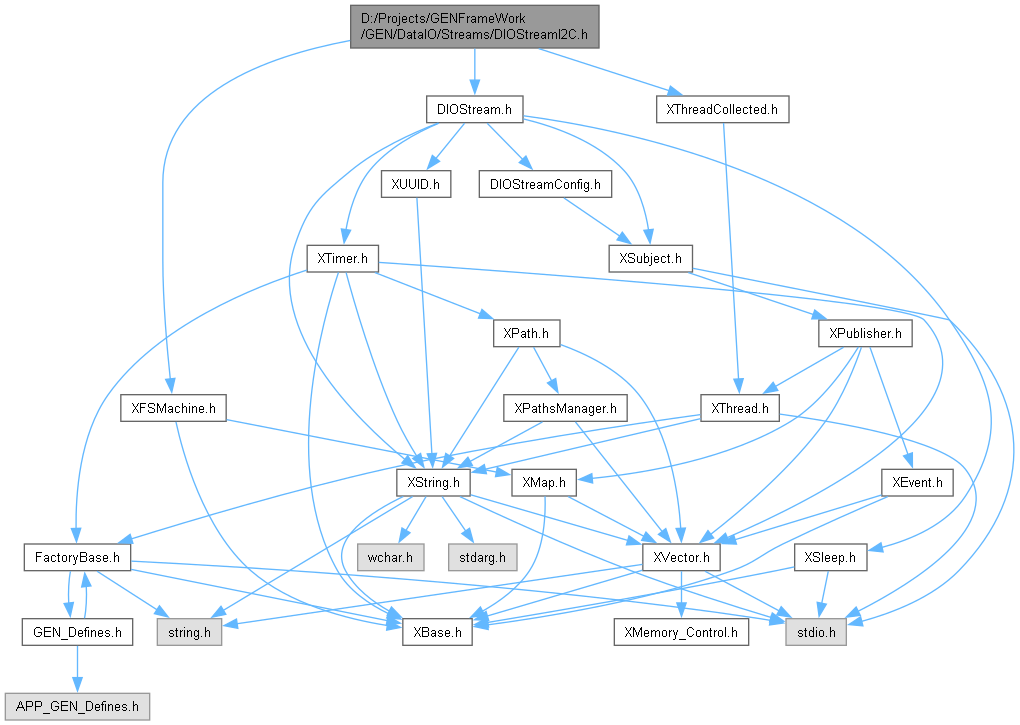 D:/Projects/GENFrameWork
/GEN/DataIO/Streams/DIOStreamI2C.h
DIOStream.h
XThreadCollected.h
XUUID.h
DIOStreamConfig.h
XTimer.h
XSubject.h
XPath.h
XPublisher.h
XFSMachine.h
XPathsManager.h
XThread.h
XString.h
XMap.h
XEvent.h
FactoryBase.h
wchar.h
stdarg.h
XVector.h
XSleep.h
GEN_Defines.h
string.h
XBase.h
XMemory_Control.h
stdio.h
APP_GEN_Defines.h